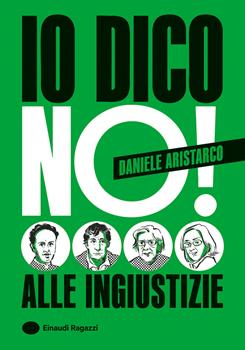 IO DICO
NO!
DANIELE ARISTARCO
ALLE INGIUSTIZIE
Einaudi Ragazzi